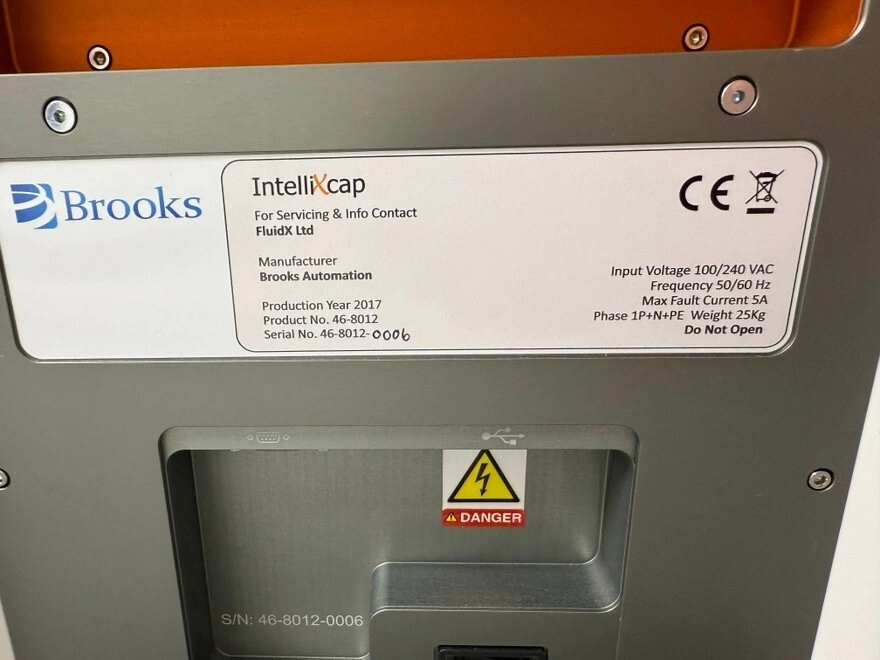 Brooks
IntelliXcap
For Servicing & Info Contact
FluidX Ltd
Manufacturer
Brooks Automation
Production Year 2017
Product No. 46-8012
Serial No. 46-8012-0006
CE
Input Voltage 100/240 VAC
Frequency 50/60 Hz
Max Fault Current 5A
Phase 1P+N+PE Weight 25Kg
Do Not Open
DANGER
S/N: 46-8012-0006